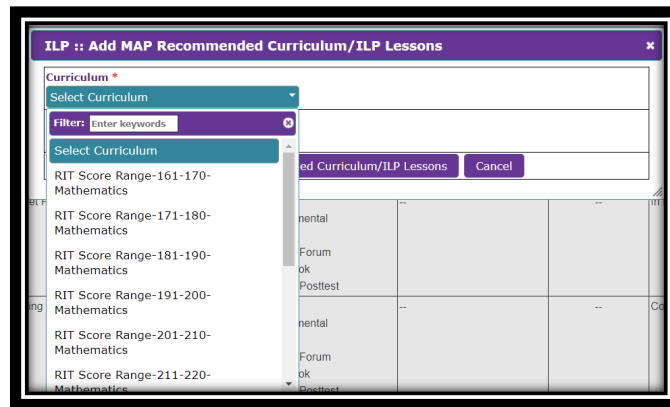 ILP :: Add MAP Recommended Curriculum/ILP Lessons ×
Curriculum *
Select Curriculum
Filter: Enter keywords
Select Curriculum
RIT Score Range-161-170-
Mathematics
RIT Score Range-171-180-
Mathematics
RIT Score Range-181-190-
Mathematics
RIT Score Range-191-200-
Mathematics
RIT Score Range-201-210-
Mathematics
RIT Score Range-211-220-
Mathematics
ed Curriculum/ILP Lessons Cancel
mental -- -- In
Forum
ok
Posttest
ing -- -- Co
mental
Forum
ok
Posttest